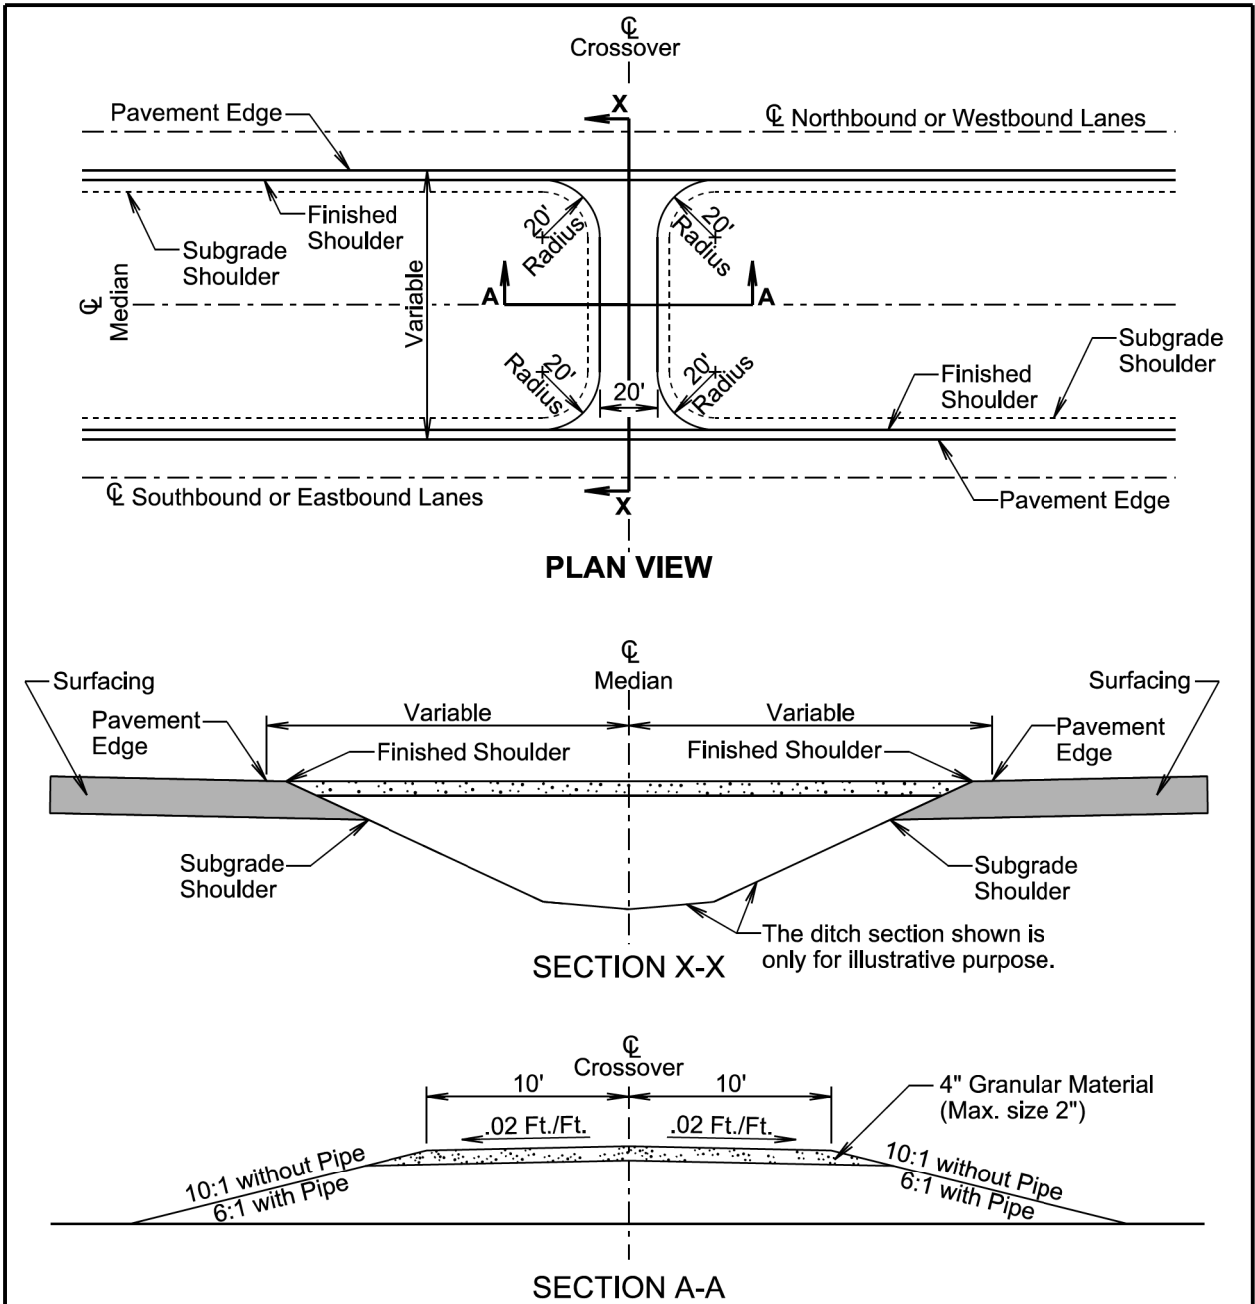 ℄
Crossover
X
Pavement Edge
℄ Northbound or Westbound Lanes
Finished
Shoulder
Subgrade
Shoulder
20'
Radius
20'
Radius
℄
Median
Variable
A
A
20'
Radius
20'
Radius
20'
Subgrade
Shoulder
Finished
Shoulder
℄ Southbound or Eastbound Lanes
X
Pavement Edge
PLAN VIEW
℄
Median
Surfacing
Surfacing
Pavement
Edge
Variable
Variable
Pavement
Edge
Finished Shoulder
Finished Shoulder
Subgrade
Shoulder
Subgrade
Shoulder
The ditch section shown is
only for illustrative purpose.
SECTION X-X
℄
Crossover
10'
10'
4" Granular Material
(Max. size 2")
.02 Ft./Ft.
.02 Ft./Ft.
10:1 without Pipe
6:1 with Pipe
10:1 without Pipe
6:1 with Pipe
SECTION A-A